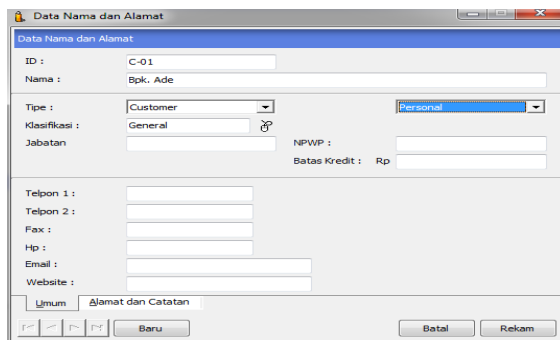 Data Nama dan Alamat
Data Nama dan Alamat
ID : C-01
Nama : Bpk. Ade
Tipe : Customer Personal
Klasifikasi : General
Jabatan NPWP :
Batas Kredit : Rp
Telpon 1 :
Telpon 2 :
Fax :
Hp :
Email :
Website :
Umum Alamat dan Catatan
Baru Batal Rekam